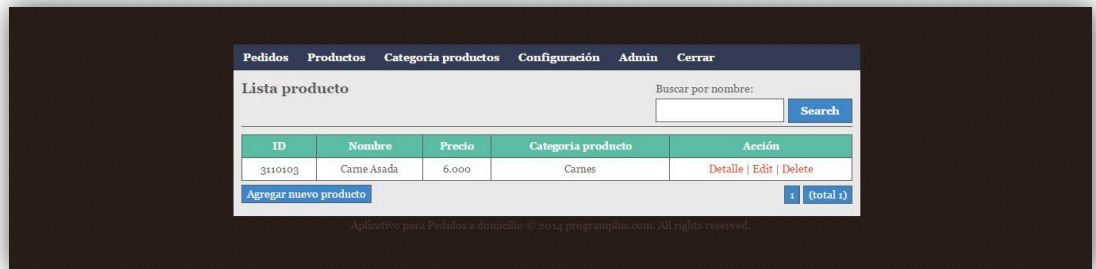 Pedidos Productos Categoria productos Configuración Admin Cerrar
Lista producto
Buscar por nombre:
Search
ID Nombre Precio Categoria producto Acción
3110103 Carne Asada 6.000 Carnes Detalle | Edit | Delete
Agregar nuevo producto 1 (total 1)
Aplicativo para Pedidos a domicilio © 2014 programplus.com. All rights reserved.